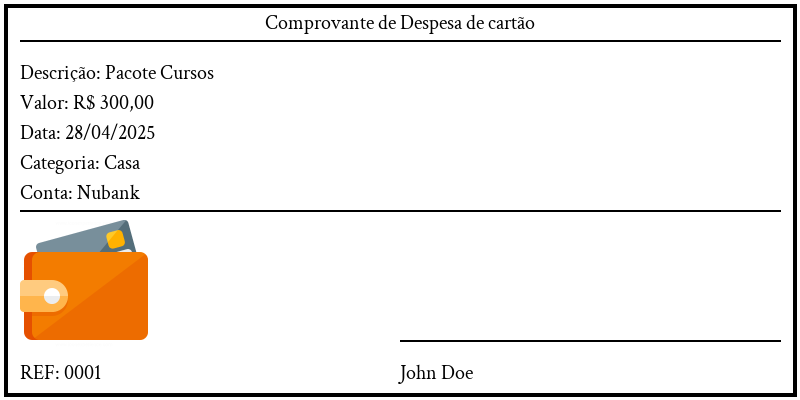 Comprovante de Despesa de cartão
Descrição: Pacote Cursos
Valor: R$ 300,00
Data: 28/04/2025
Categoria: Casa
Conta: Nubank
REF: 0001
John Doe